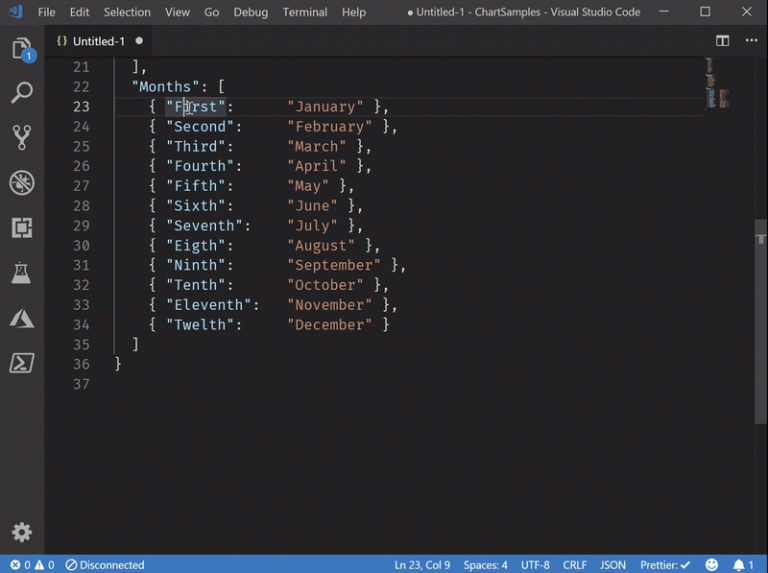 File Edit Selection View Go Debug Terminal Help ● Untitled-1 - ChartSamples - Visual Studio Code
1
{} Untitled-1 ●
21 ],
22 "Months": [
23 { "First": "January" },
24 { "Second": "February" },
25 { "Third": "March" },
26 { "Fourth": "April" },
27 { "Fifth": "May" },
28 { "Sixth": "June" },
29 { "Seventh": "July" },
30 { "Eigth": "August" },
31 { "Ninth": "September" },
32 { "Tenth": "October" },
33 { "Eleventh": "November" },
34 { "Twelth": "December" }
35 ]
36 }
37
0 0 Disconnected Ln 23, Col 9 Spaces: 4 UTF-8 CRLF JSON Prettier: ✓ 1